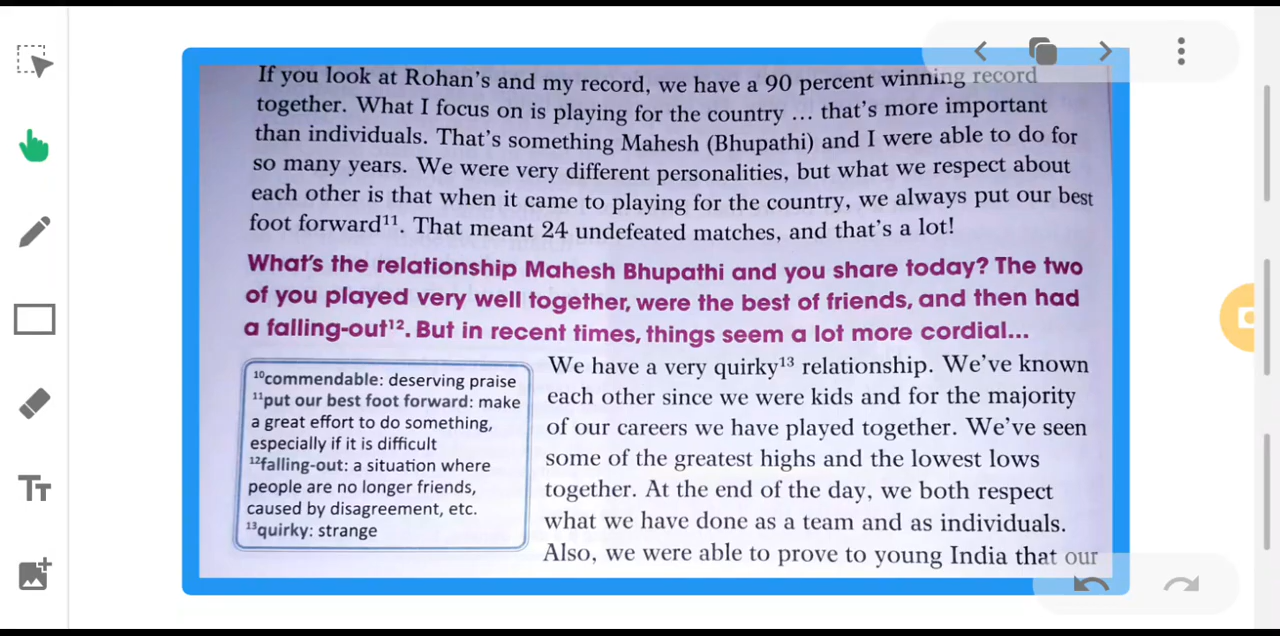 If you look at Rohan's and my record, we have a 90 percent winning record
together. What I focus on is playing for the country ... that's more important
than individuals. That's something Mahesh (Bhupathi) and I were able to do for
so many years. We were very different personalities, but what we respect about
each other is that when it came to playing for the country, we always put our best
foot forward¹¹. That meant 24 undefeated matches, and that's a lot!
What's the relationship Mahesh Bhupathi and you share today? The two
of you played very well together, were the best of friends, and then had
a falling-out¹². But in recent times, things seem a lot more cordial...
¹⁰commendable: deserving praise
¹¹put our best foot forward: make
a great effort to do something,
especially if it is difficult
¹²falling-out: a situation where
people are no longer friends,
caused by disagreement, etc.
¹³quirky: strange
We have a very quirky¹³ relationship. We've known
each other since we were kids and for the majority
of our careers we have played together. We've seen
some of the greatest highs and the lowest lows
together. At the end of the day, we both respect
what we have done as a team and as individuals.
Also, we were able to prove to young India that our
TT